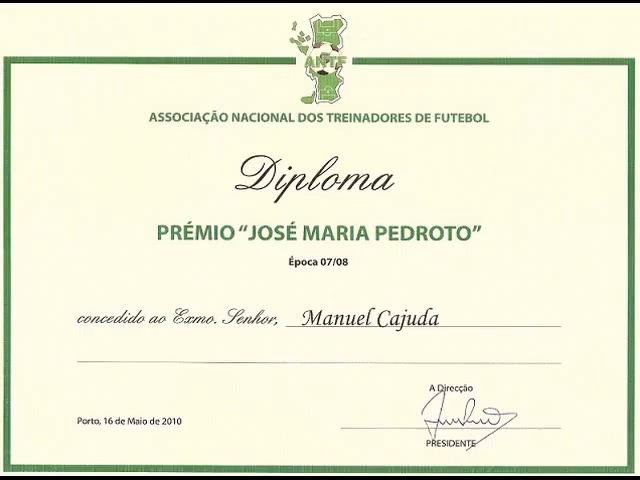 ANTF
ASSOCIAÇÃO NACIONAL DOS TREINADORES DE FUTEBOL
Diploma
PRÉMIO “JOSÉ MARIA PEDROTO”
Época 07/08
concedido ao Exmo. Senhor, Manuel Cajuda
A Direcção
Porto, 16 de Maio de 2010
PRESIDENTE